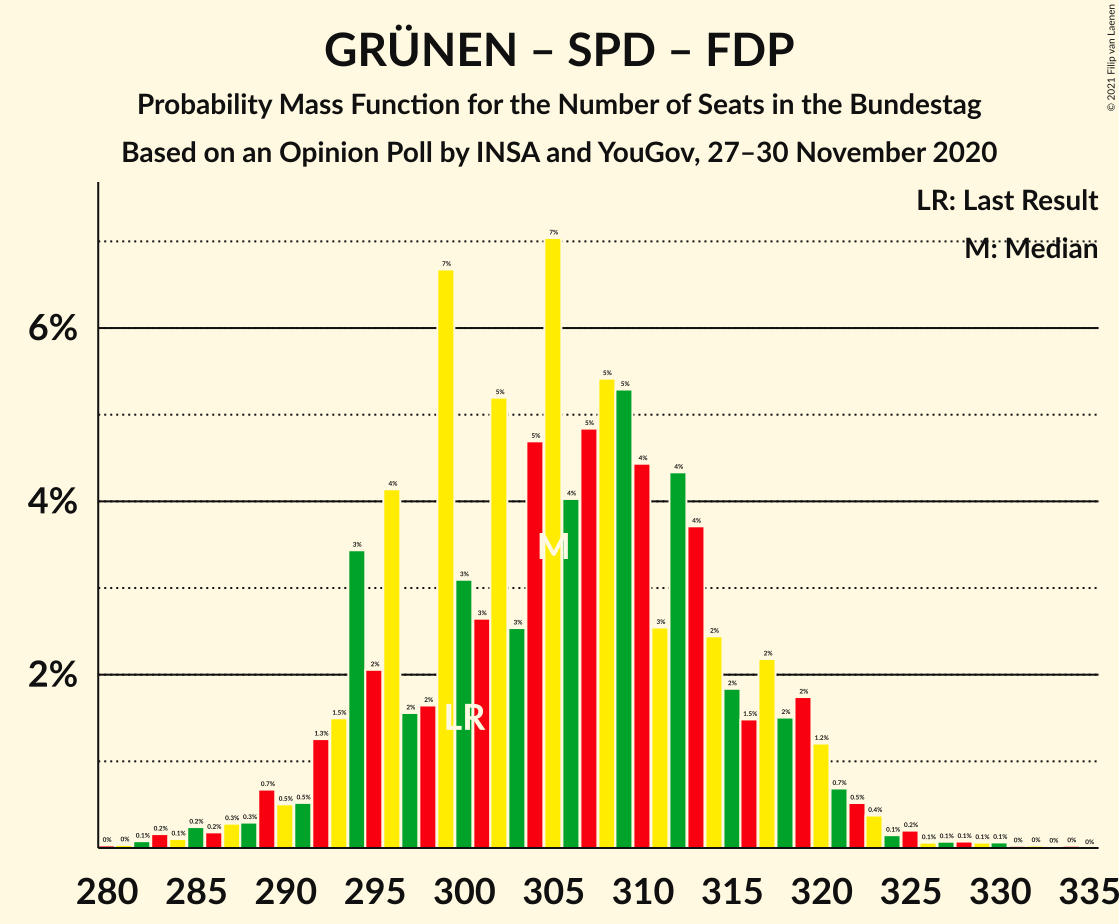 GRÜNEN – SPD – FDP
Probability Mass Function for the Number of Seats in the Bundestag
Based on an Opinion Poll by INSA and YouGov, 27–30 November 2020
© 2021 Filip van Laenen
LR: Last Result
M: Median
6%
4%
2%
0% 0% 0.1% 0.2% 0.1% 0.2% 0.2% 0.3% 0.3% 0.7% 0.5% 0.5% 1.3% 1.5% 3% 2% 4% 2% 2% 7% 3% 3% 5% 3% 5% 7% 4% 5% 5% 5% 4% 3% 4% 4% 2% 2% 1.5% 2% 2% 2% 1.2% 0.7% 0.5% 0.4% 0.1% 0.2% 0.1% 0.1% 0.1% 0.1% 0.1% 0% 0% 0% 0% 0%
M
LR
280 285 290 295 300 305 310 315 320 325 330 335